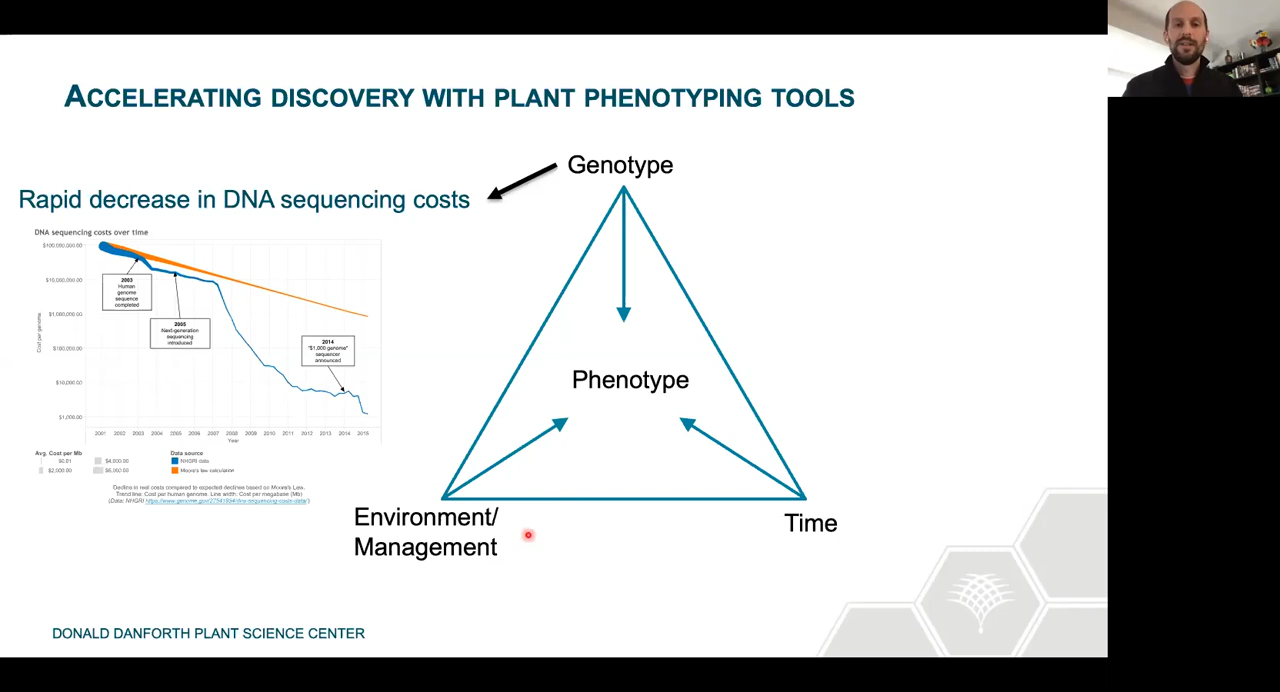 ACCELERATING DISCOVERY WITH PLANT PHENOTYPING TOOLS
Genotype
Rapid decrease in DNA sequencing costs
DNA sequencing costs over time
$100,000,000.00
$10,000,000.00
$1,000,000.00
$100,000.00
$10,000.00
$1,000.00
Cost per genome
2003
Human
genome
sequence
completed
2005
Next-generation
sequencing
introduced
2014
"$1,000 genome"
sequencer
announced
2001 2002 2003 2004 2005 2006 2007 2008 2009 2010 2011 2012 2013 2014 2015
Year
Avg. Cost per Mb
$0.01 $4,000.00
$2,000.00 $6,000.00
Data source
NHGRI data
Moore's law calculation
Decline in real costs compared to expected declines based on Moore's Law.
Trend line: Cost per human genome. Line width: Cost per megabase (Mb)
(Data: NHGRI https://www.genome.gov/27541954/dna-sequencing-costs-data/)
Phenotype
Environment/
Management
Time
DONALD DANFORTH PLANT SCIENCE CENTER